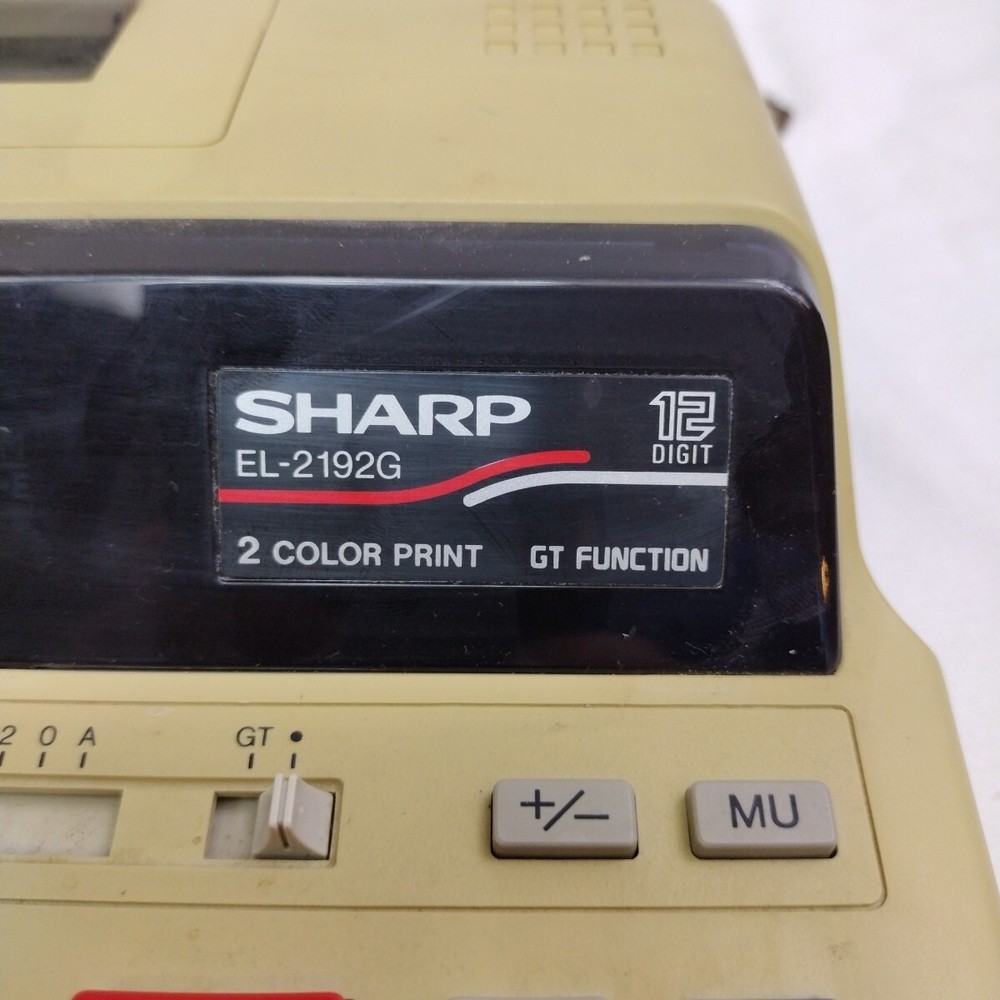 SHARP
12
EL-2192G
DIGIT
2 COLOR PRINT GT FUNCTION
2 0 A GT •
+/− MU